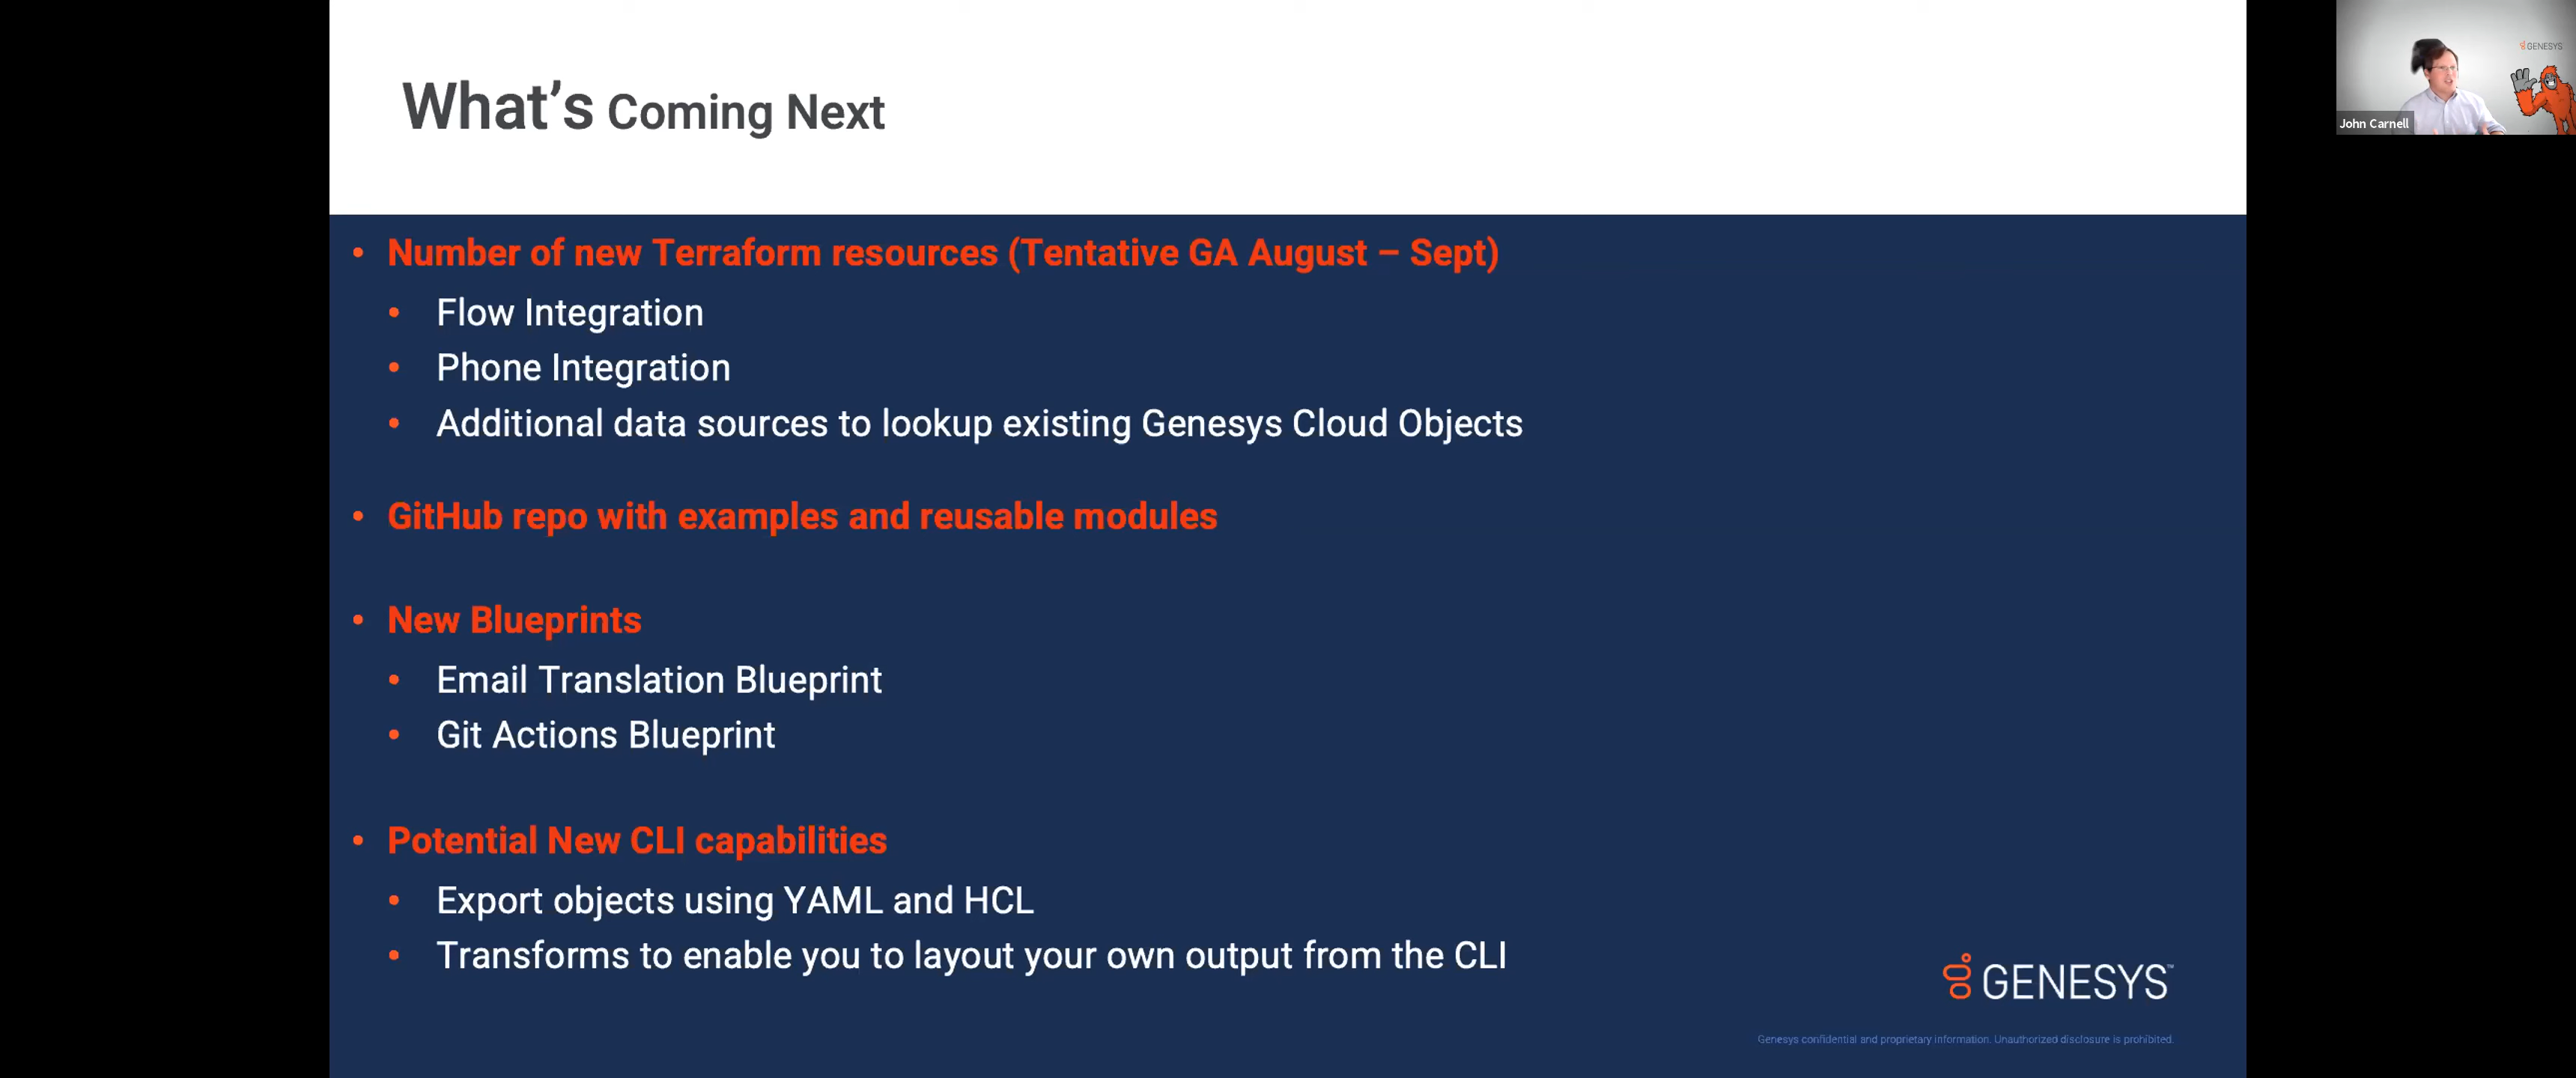 What's Coming Next
GENESYS
John Carnell
• Number of new Terraform resources (Tentative GA August – Sept)
• Flow Integration
• Phone Integration
• Additional data sources to lookup existing Genesys Cloud Objects
• GitHub repo with examples and reusable modules
• New Blueprints
• Email Translation Blueprint
• Git Actions Blueprint
• Potential New CLI capabilities
• Export objects using YAML and HCL
• Transforms to enable you to layout your own output from the CLI
GENESYS™
Genesys confidential and proprietary information. Unauthorized disclosure is prohibited.